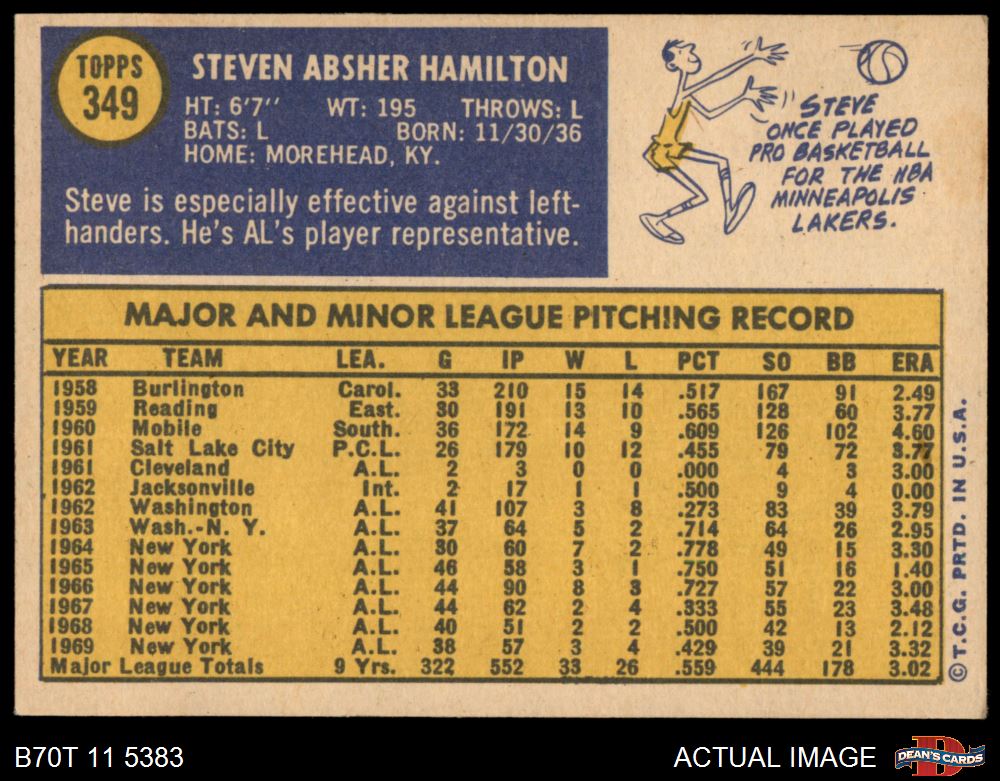 TOPPS
349
STEVEN ABSHER HAMILTON
HT: 6'7'' WT: 195 THROWS: L
BATS: L BORN: 11/30/36
HOME: MOREHEAD, KY.
Steve is especially effective against left-
handers. He's AL's player representative.
STEVE
ONCE PLAYED
PRO BASKETBALL
FOR THE NBA
MINNEAPOLIS
LAKERS.
MAJOR AND MINOR LEAGUE PITCHING RECORD
YEAR TEAM LEA. G IP W L PCT SO BB ERA
1958 Burlington Carol. 33 210 15 14 .517 167 91 2.49
1959 Reading East. 30 191 13 10 .565 128 60 3.77
1960 Mobile South. 36 172 14 9 .609 126 102 4.60
1961 Salt Lake City P.C.L. 26 179 10 12 .455 79 72 3.77
1961 Cleveland A.L. 2 3 0 0 .000 4 3 3.00
1962 Jacksonville Int. 2 17 1 1 .500 9 4 0.00
1962 Washington A.L. 41 107 3 8 .273 83 39 3.79
1963 Wash.-N. Y. A.L. 37 64 5 2 .714 64 26 2.95
1964 New York A.L. 30 60 7 2 .778 49 15 3.30
1965 New York A.L. 46 58 3 1 .750 51 16 1.40
1966 New York A.L. 44 90 8 3 .727 57 22 3.00
1967 New York A.L. 44 62 2 4 .333 55 23 3.48
1968 New York A.L. 40 51 2 2 .500 42 13 2.12
1969 New York A.L. 38 57 3 4 .429 39 21 3.32
Major League Totals 9 Yrs. 322 552 33 26 .559 444 178 3.02
© T.C.G. PRTD. IN U.S.A.
B70T 11 5383
ACTUAL IMAGE
D
DEAN'S CARDS